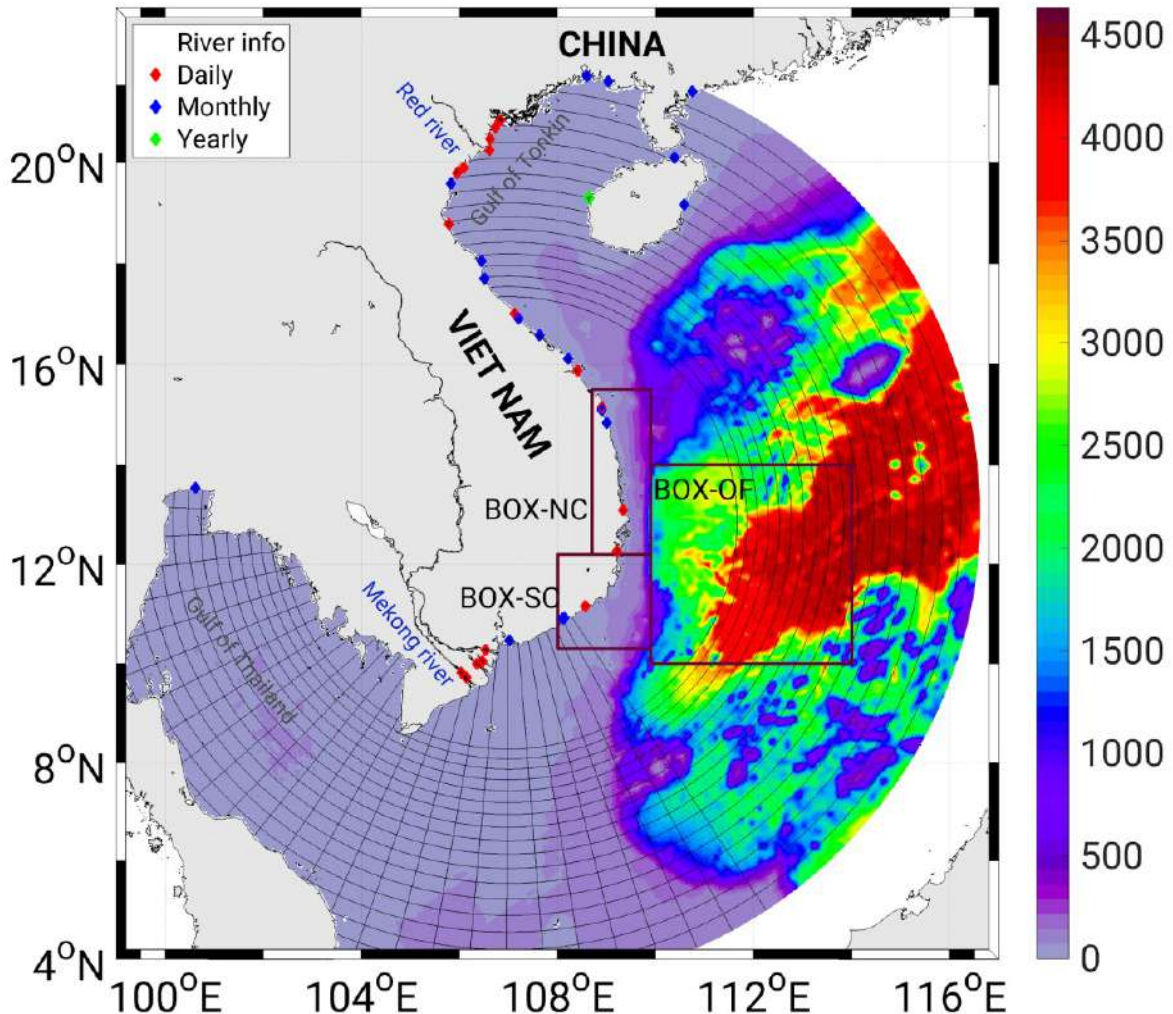 River info
Daily
Monthly
Yearly
CHINA
Red river
Gulf of Tonkin
VIET NAM
BOX-NC
BOX-OF
BOX-SC
Mekong river
Gulf of Thailand
20°N
16°N
12°N
8°N
4°N
100°E
104°E
108°E
112°E
116°E
4500
4000
3500
3000
2500
2000
1500
1000
500
0